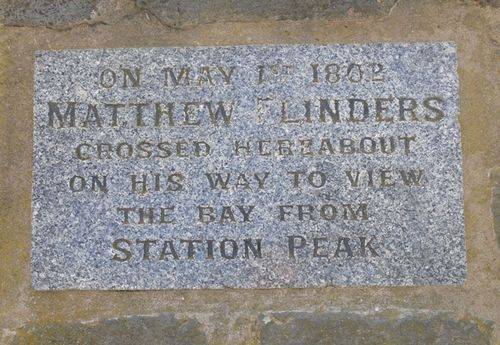 ON MAY 1ST 1802
MATTHEW FLINDERS
CROSSED HEREABOUT
ON HIS WAY TO VIEW
THE BAY FROM
STATION PEAK